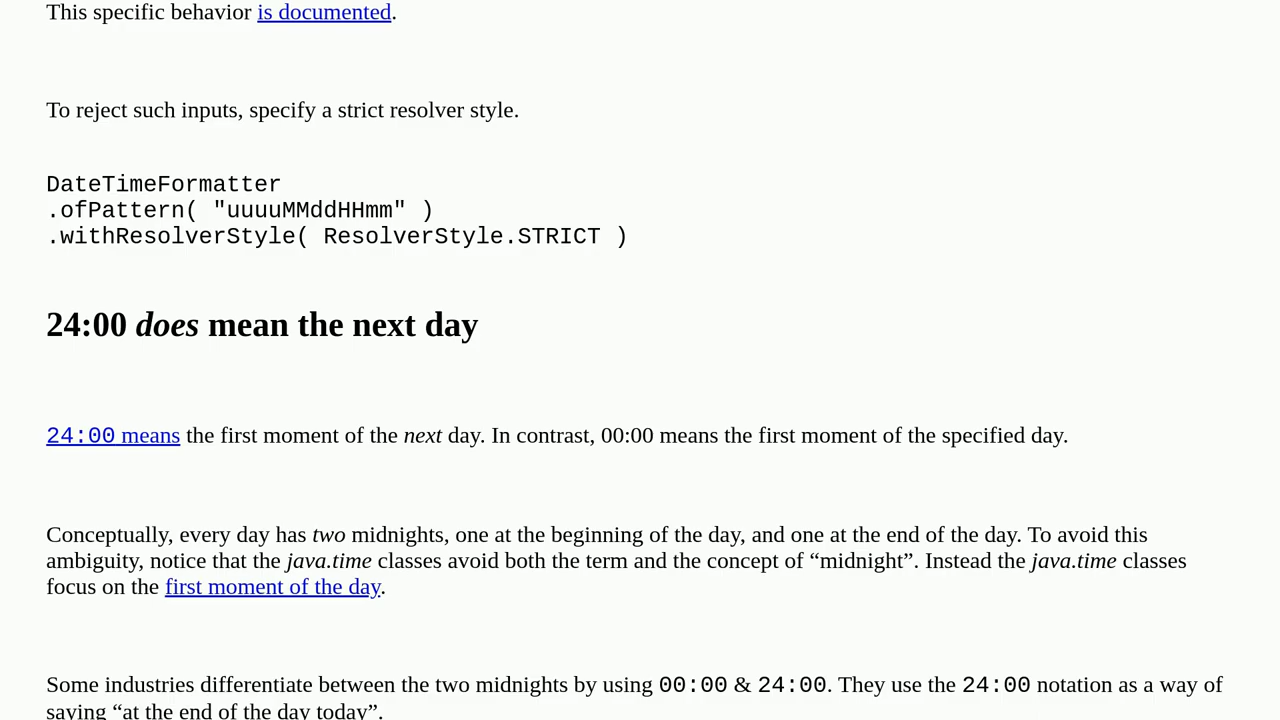 This specific behavior is documented.
To reject such inputs, specify a strict resolver style.
DateTimeFormatter
.ofPattern( "uuuuMMddHHmm" )
.withResolverStyle( ResolverStyle.STRICT )
24:00 does mean the next day
24:00 means the first moment of the next day. In contrast, 00:00 means the first moment of the specified day.
Conceptually, every day has two midnights, one at the beginning of the day, and one at the end of the day. To avoid this
ambiguity, notice that the java.time classes avoid both the term and the concept of “midnight”. Instead the java.time classes
focus on the first moment of the day.
Some industries differentiate between the two midnights by using 00:00 & 24:00. They use the 24:00 notation as a way of
saying “at the end of the day today”.